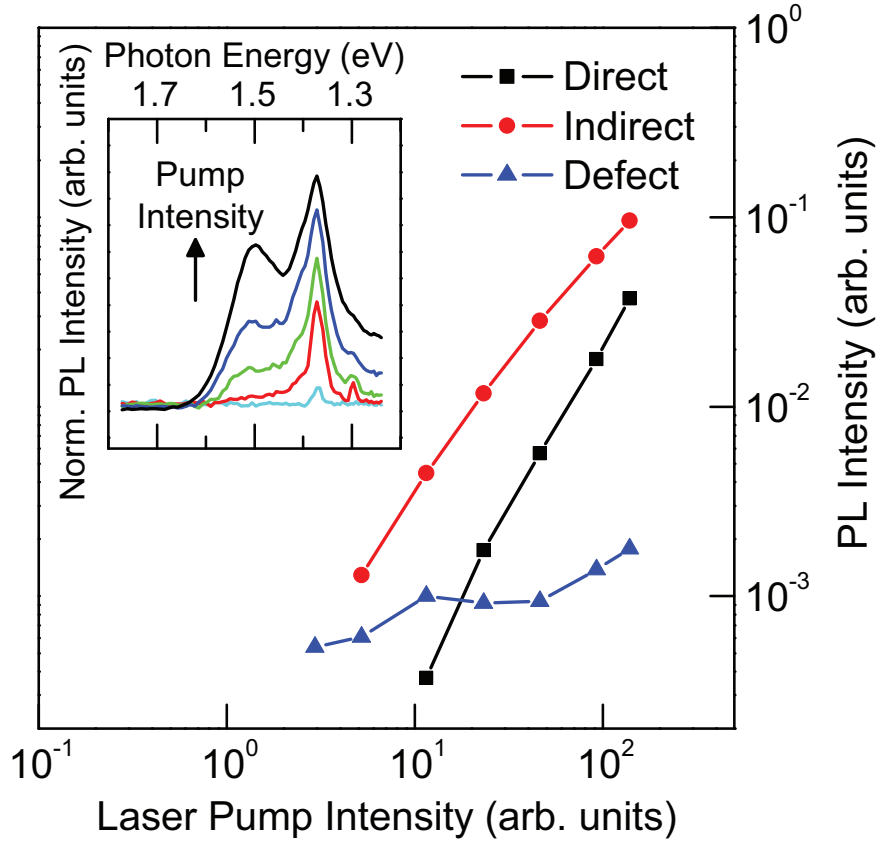 Photon Energy (eV)
1.7 1.5 1.3
Norm. PL Intensity (arb. units)
Pump
Intensity
Direct
Indirect
Defect
10^0
10^-1
10^-2
10^-3
PL Intensity (arb. units)
10^-1 10^0 10^1 10^2
Laser Pump Intensity (arb. units)